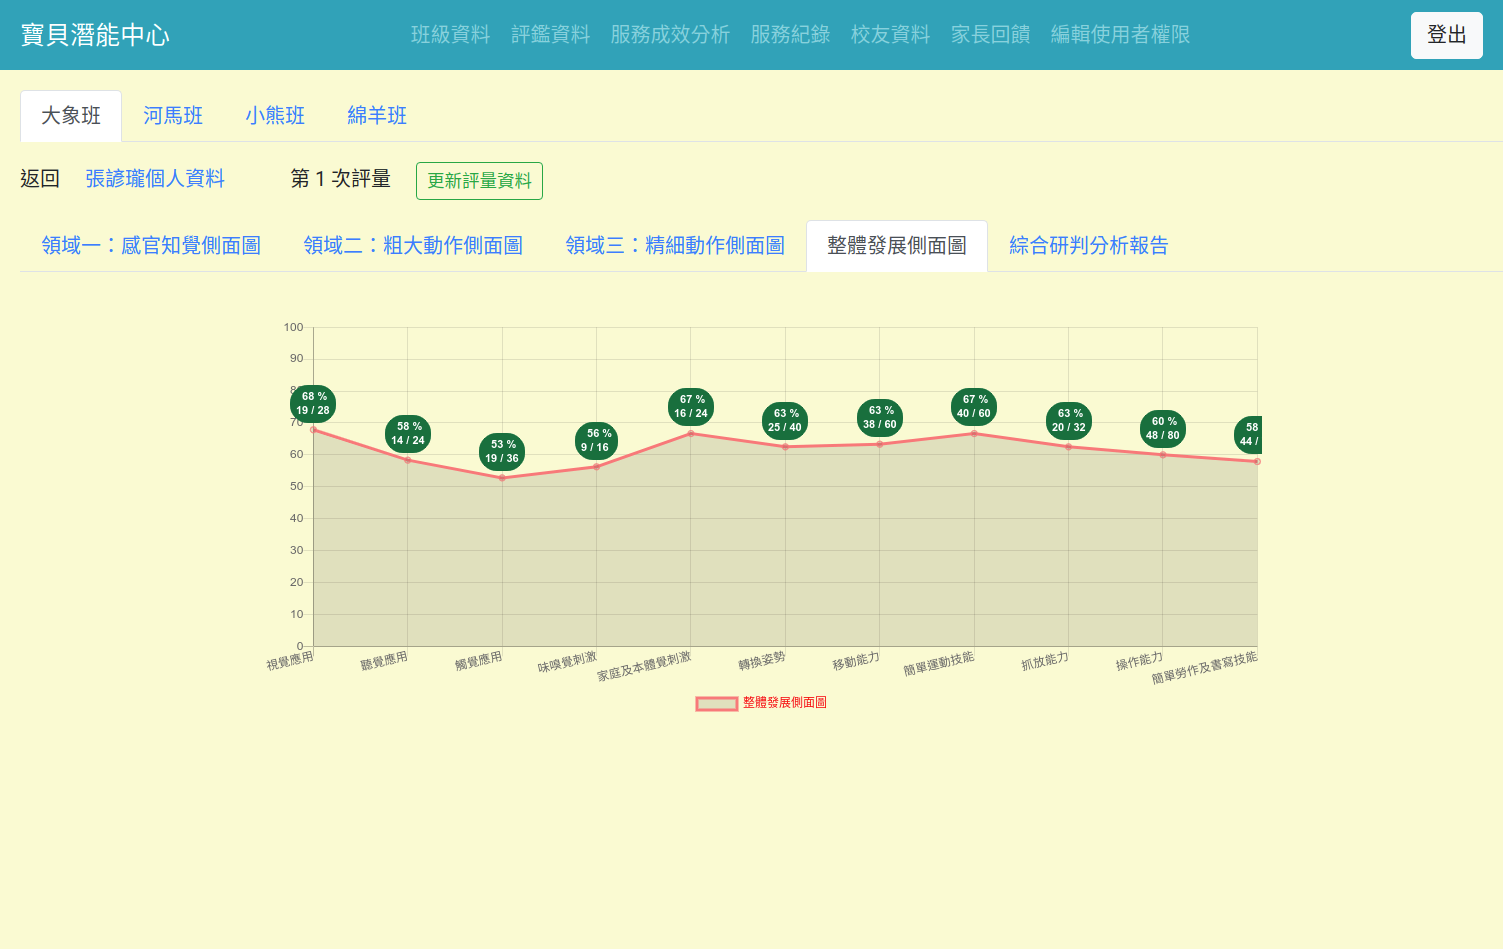 寶貝潛能中心
班級資料 評鑑資料 服務成效分析 服務紀錄 校友資料 家長回饋 編輯使用者權限
登出
大象班 河馬班 小熊班 綿羊班
返回 張諺瓏個人資料 第 1 次評量 更新評量資料
領域一：感官知覺側面圖 領域二：粗大動作側面圖 領域三：精細動作側面圖 整體發展側面圖 綜合研判分析報告
100
90
70
60
50
40
30
20
10
0
68 %
19 / 28
58 %
14 / 24
53 %
19 / 36
56 %
9 / 16
67 %
16 / 24
63 %
25 / 40
63 %
38 / 60
67 %
40 / 60
63 %
20 / 32
60 %
48 / 80
58
44 /
視覺應用
聽覺應用
觸覺應用
味嗅覺刺激
家庭及本體覺刺激
轉換姿勢
移動能力
簡單運動技能
抓放能力
操作能力
簡單勞作及書寫技能
整體發展側面圖